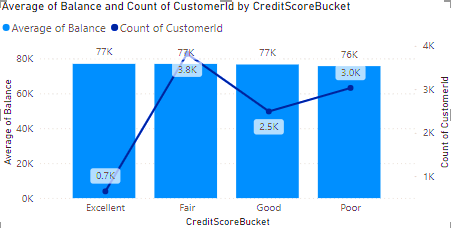 Average of Balance and Count of CustomerId by CreditScoreBucket
Average of Balance Count of CustomerId
77K 77K 77K 76K
80K
60K
40K
20K
0K
Average of Balance
4K
3K
2K
1K
Count of CustomerId
0.7K 3.8K 2.5K 3.0K
Excellent Fair Good Poor
CreditScoreBucket